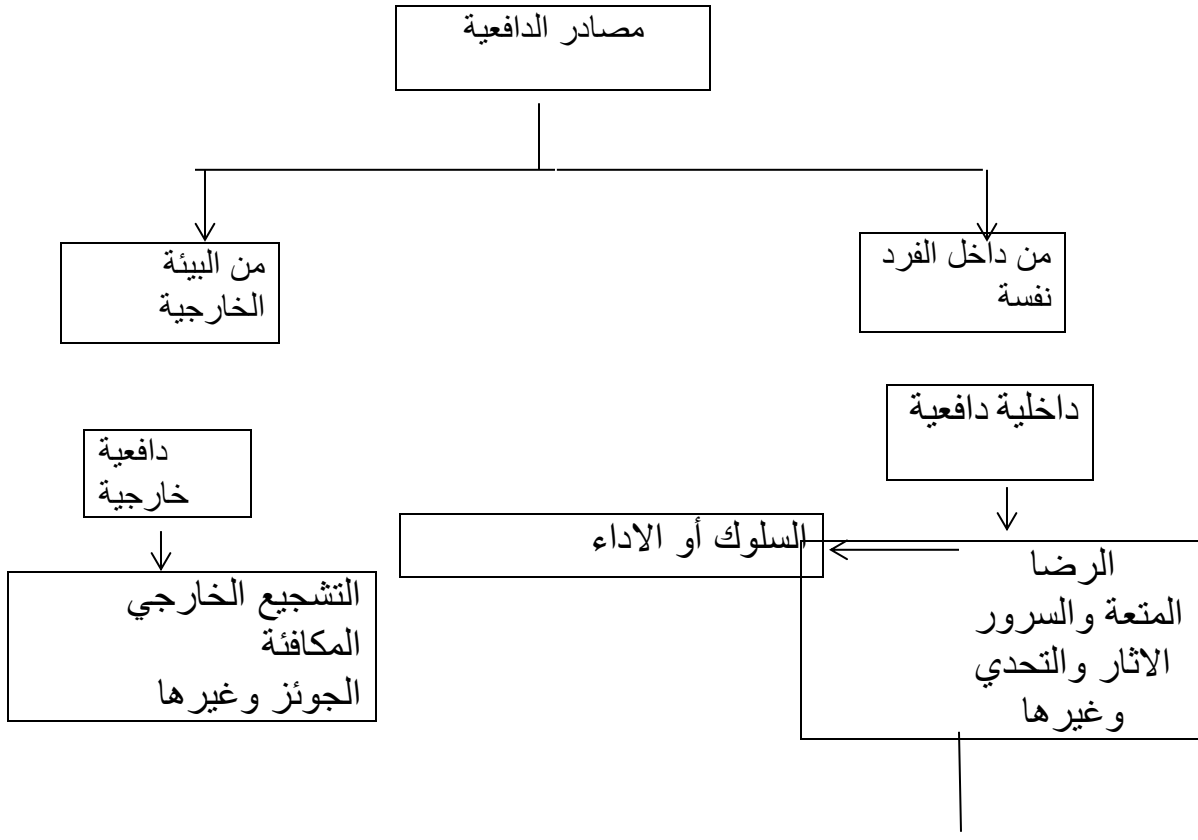 مصادر الدافعية
من داخل الفرد
نفسة
من البيئة
الخارجية
داخلية دافعية
دافعية
خارجية
السلوك أو الاداء
الرضا
المتعة والسرور
الاثار والتحدي
وغيرها
التشجيع الخارجي
المكافئة
الجوئز وغيرها